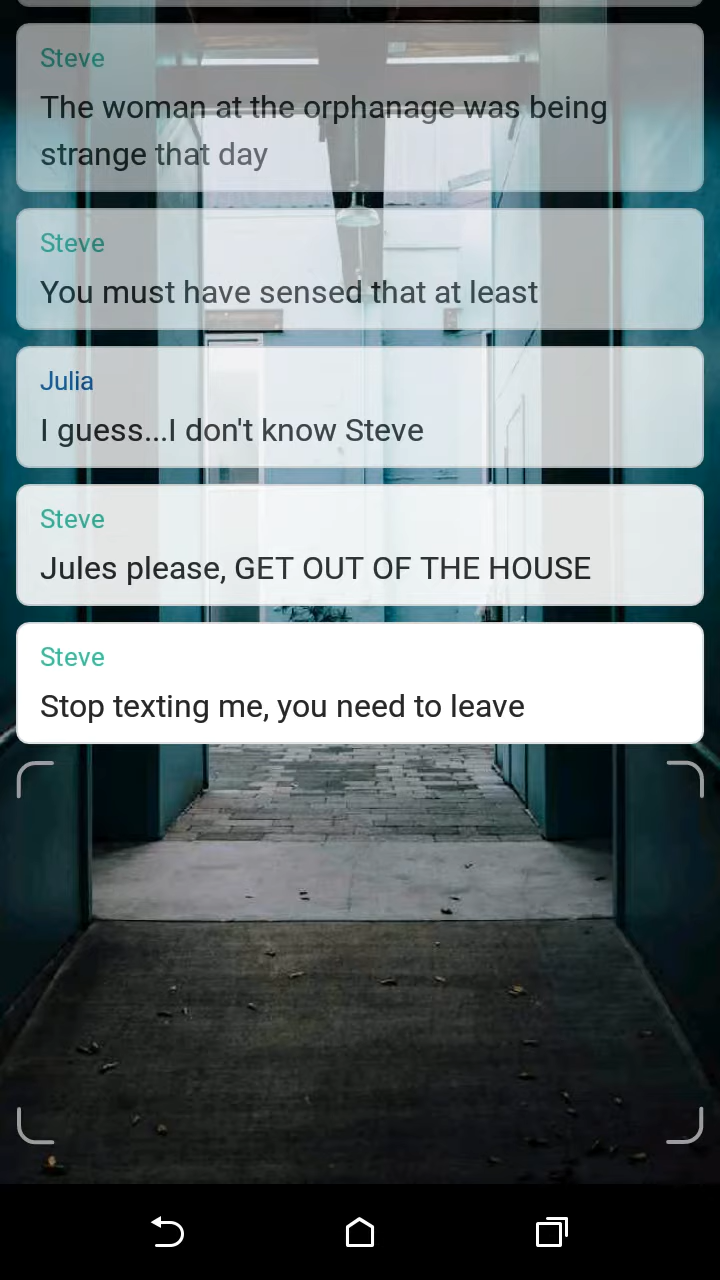 Steve
The woman at the orphanage was being
strange that day
Steve
You must have sensed that at least
Julia
I guess...I don't know Steve
Steve
Jules please, GET OUT OF THE HOUSE
Steve
Stop texting me, you need to leave